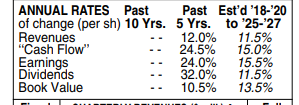 ANNUAL RATES Past Past Est'd '18-'20
of change (per sh) 10 Yrs. 5 Yrs. to '25-'27
Revenues - - 12.0% 11.5%
"Cash Flow" - - 24.5% 15.0%
Earnings - - 24.0% 15.5%
Dividends - - 32.0% 11.5%
Book Value - - 10.5% 13.5%